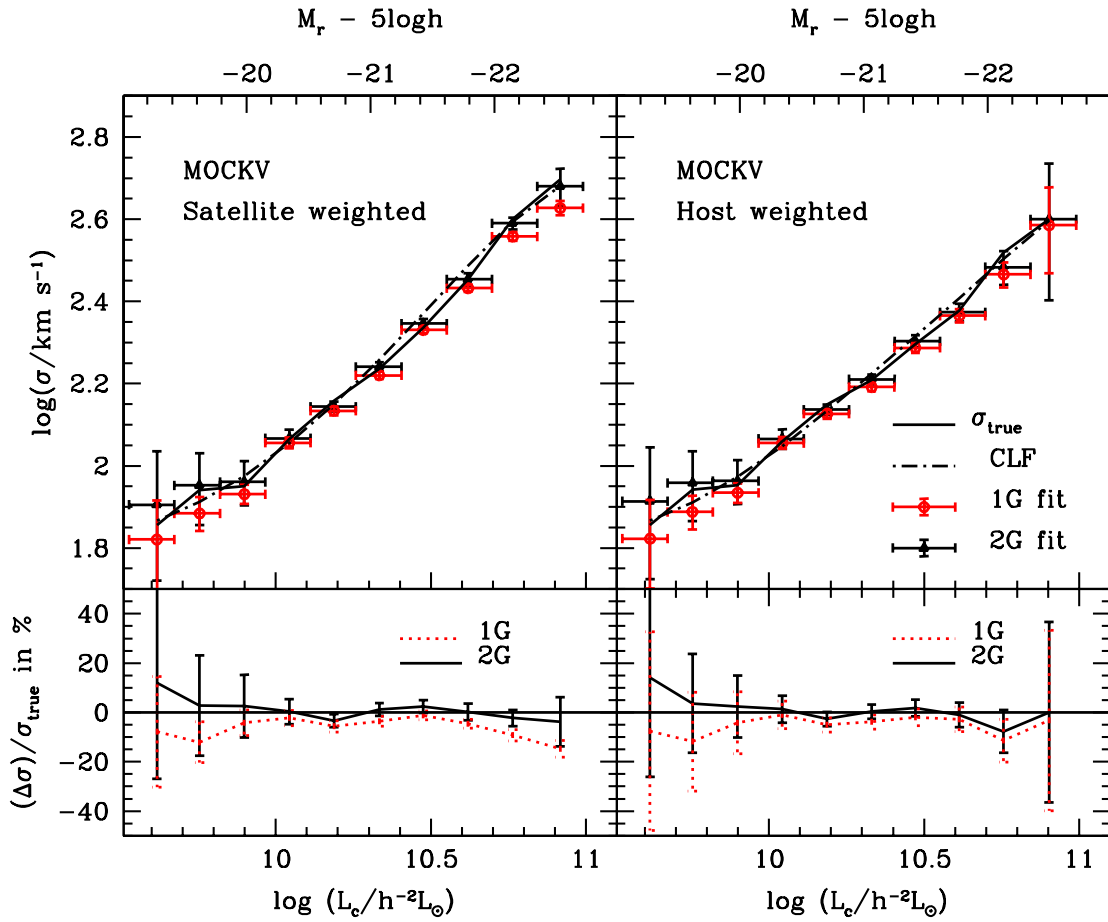 M_r − 5logh
M_r − 5logh
−20 −21 −22
−20 −21 −22
2.8
2.6
2.4
2.2
2
1.8
log(σ/km s⁻¹)
MOCKV
Satellite weighted
MOCKV
Host weighted
σ_true
CLF
1G fit
2G fit
40
20
0
−20
−40
(Δσ)/σ_true in %
1G
2G
1G
2G
10 10.5 11
10 10.5 11
log (L_c/h⁻²L_⊙)
log (L_c/h⁻²L_⊙)